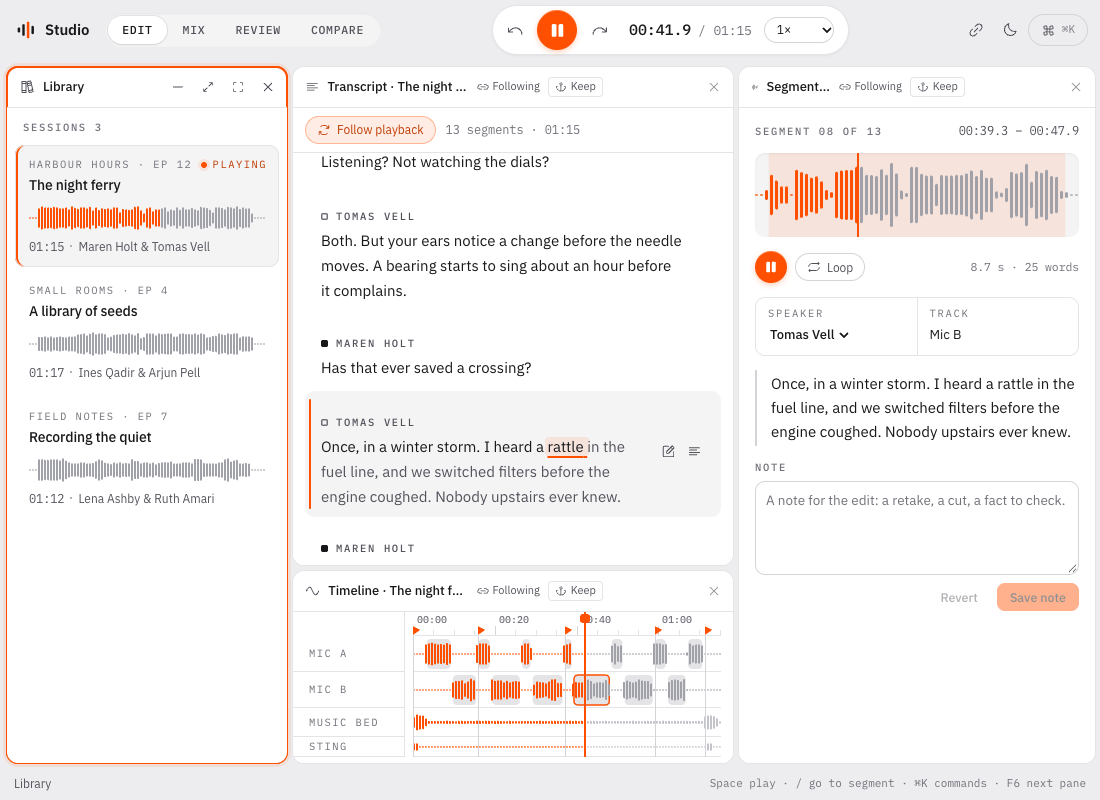 Studio
EDIT MIX REVIEW COMPARE
00:41.9 / 01:15 1×
⌘ ⌘K
Library
SESSIONS 3
HARBOUR HOURS · EP 12 PLAYING
The night ferry
01:15 · Maren Holt & Tomas Vell
SMALL ROOMS · EP 4
A library of seeds
01:17 · Ines Qadir & Arjun Pell
FIELD NOTES · EP 7
Recording the quiet
01:12 · Lena Ashby & Ruth Amari
Transcript · The night ... Following Keep
Follow playback 13 segments · 01:15
Listening? Not watching the dials?
TOMAS VELL
Both. But your ears notice a change before the needle
moves. A bearing starts to sing about an hour before
it complains.
MAREN HOLT
Has that ever saved a crossing?
TOMAS VELL
Once, in a winter storm. I heard a rattle in the
fuel line, and we switched filters before the
engine coughed. Nobody upstairs ever knew.
MAREN HOLT
Timeline · The night f... Following Keep
00:00 00:20 0:40 01:00
MIC A
MIC B
MUSIC BED
STING
Segment... Following Keep
SEGMENT 08 OF 13 00:39.3 – 00:47.9
Loop 8.7 s · 25 words
SPEAKER TRACK
Tomas Vell Mic B
Once, in a winter storm. I heard a rattle in the
fuel line, and we switched filters before the
engine coughed. Nobody upstairs ever knew.
NOTE
A note for the edit: a retake, a cut, a fact to check.
Revert Save note
Library
Space play · / go to segment · ⌘K commands · F6 next pane